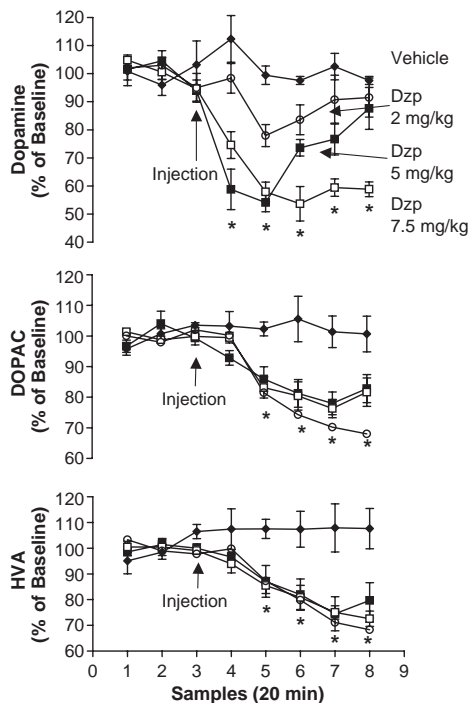 120
110
100
90
80
70
60
50
40
Dopamine
(% of Baseline)
Injection
Vehicle
Dzp
2 mg/kg
Dzp
5 mg/kg
Dzp
7.5 mg/kg
* * * * *
120
110
100
90
80
70
60
DOPAC
(% of Baseline)
Injection
* * * *
120
110
100
90
80
70
60
HVA
(% of Baseline)
Injection
* * * *
0 1 2 3 4 5 6 7 8 9
Samples (20 min)